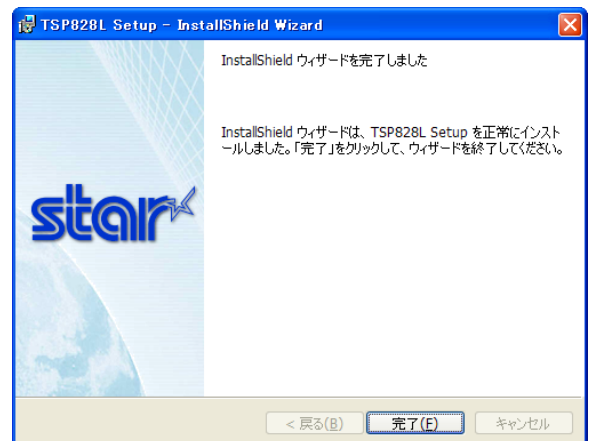 TSP828L Setup - InstallShield Wizard
InstallShield ウィザードを完了しました
InstallShield ウィザードは、TSP828L Setup を正常にインスト
ールしました。「完了」をクリックして、ウィザードを終了してください。
star
< 戻る(B) 完了(F) キャンセル